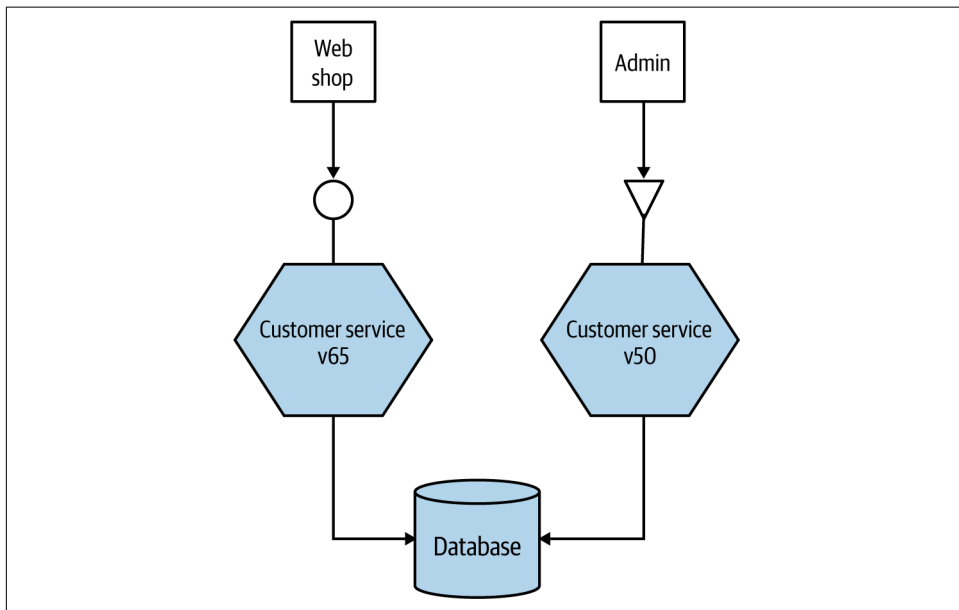 Web
shop
Admin
Customer service
v65
Customer service
v50
Database